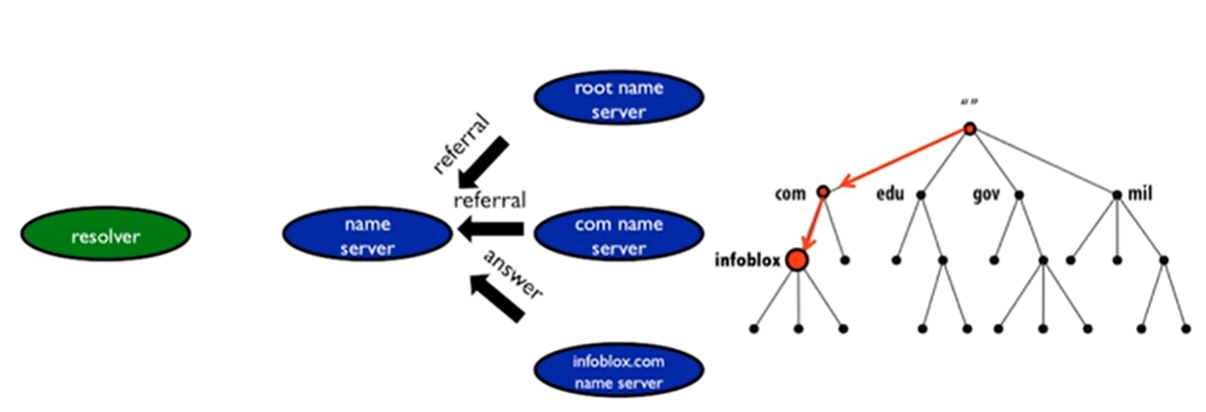 resolver
name
server
root name
server
referral
referral
com name
server
answer
infoblox.com
name server
“ ”
com
edu
gov
mil
infoblox